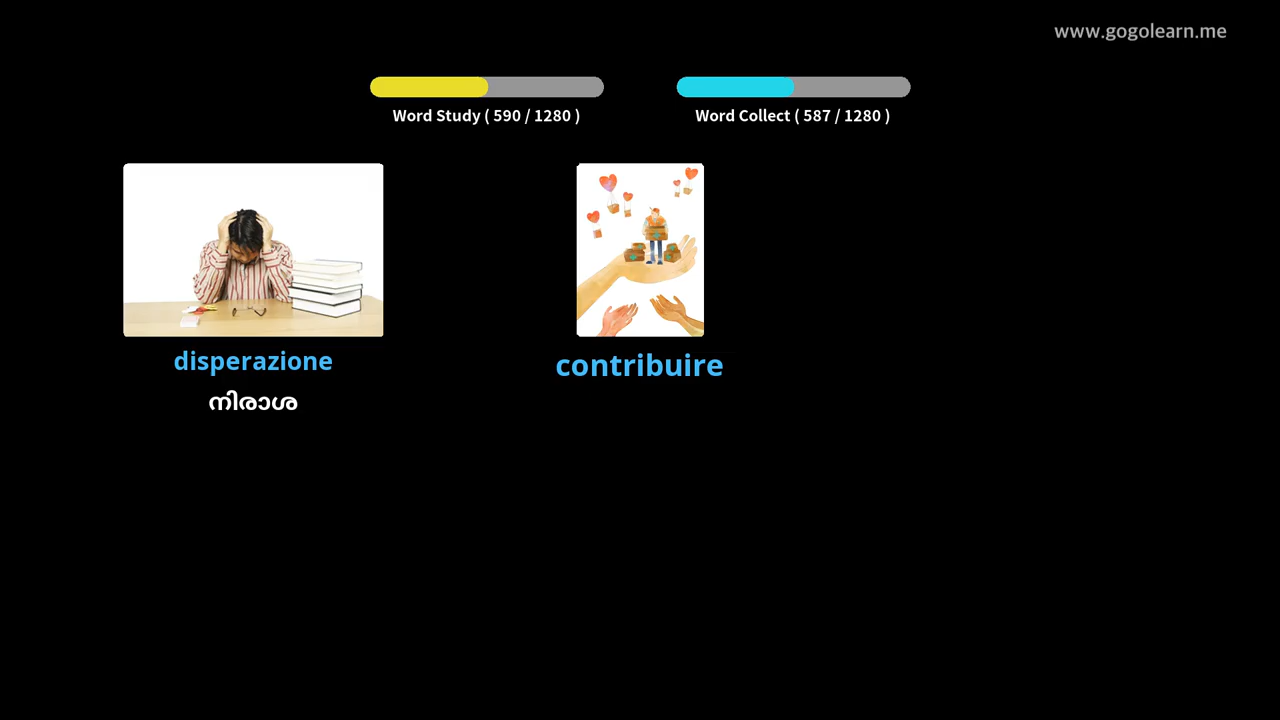 www.gogolearn.me
Word Study ( 590 / 1280 )
Word Collect ( 587 / 1280 )
disperazione
നിരാശ
contribuire